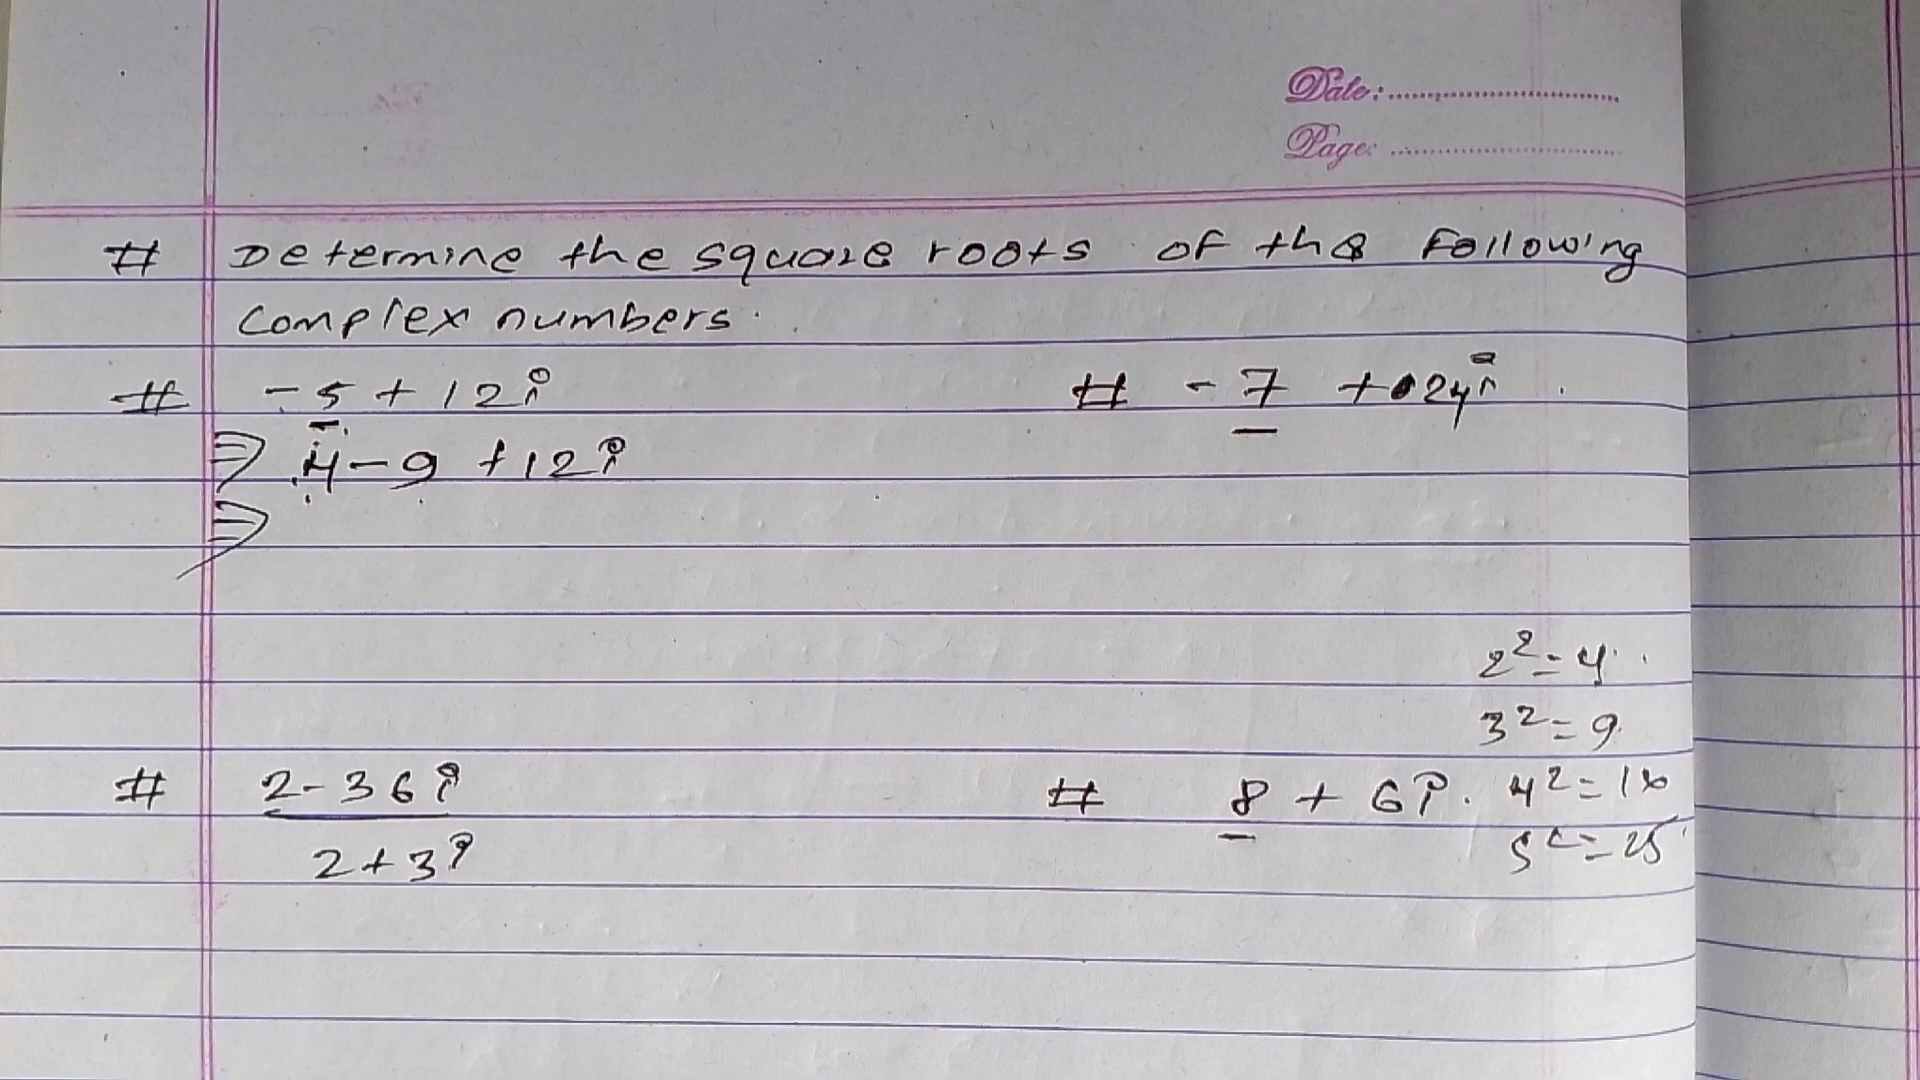 Date: ....................
Page: ....................
# Determine the square roots of the following
complex numbers.
# -5 + 12i # -7 + 24i
⇒ 4 - 9 + 12i
⇒
2² = 4
3² = 9
# 2 - 36i # 8 + 6i. 4² = 16
2 + 3i 5² = 25